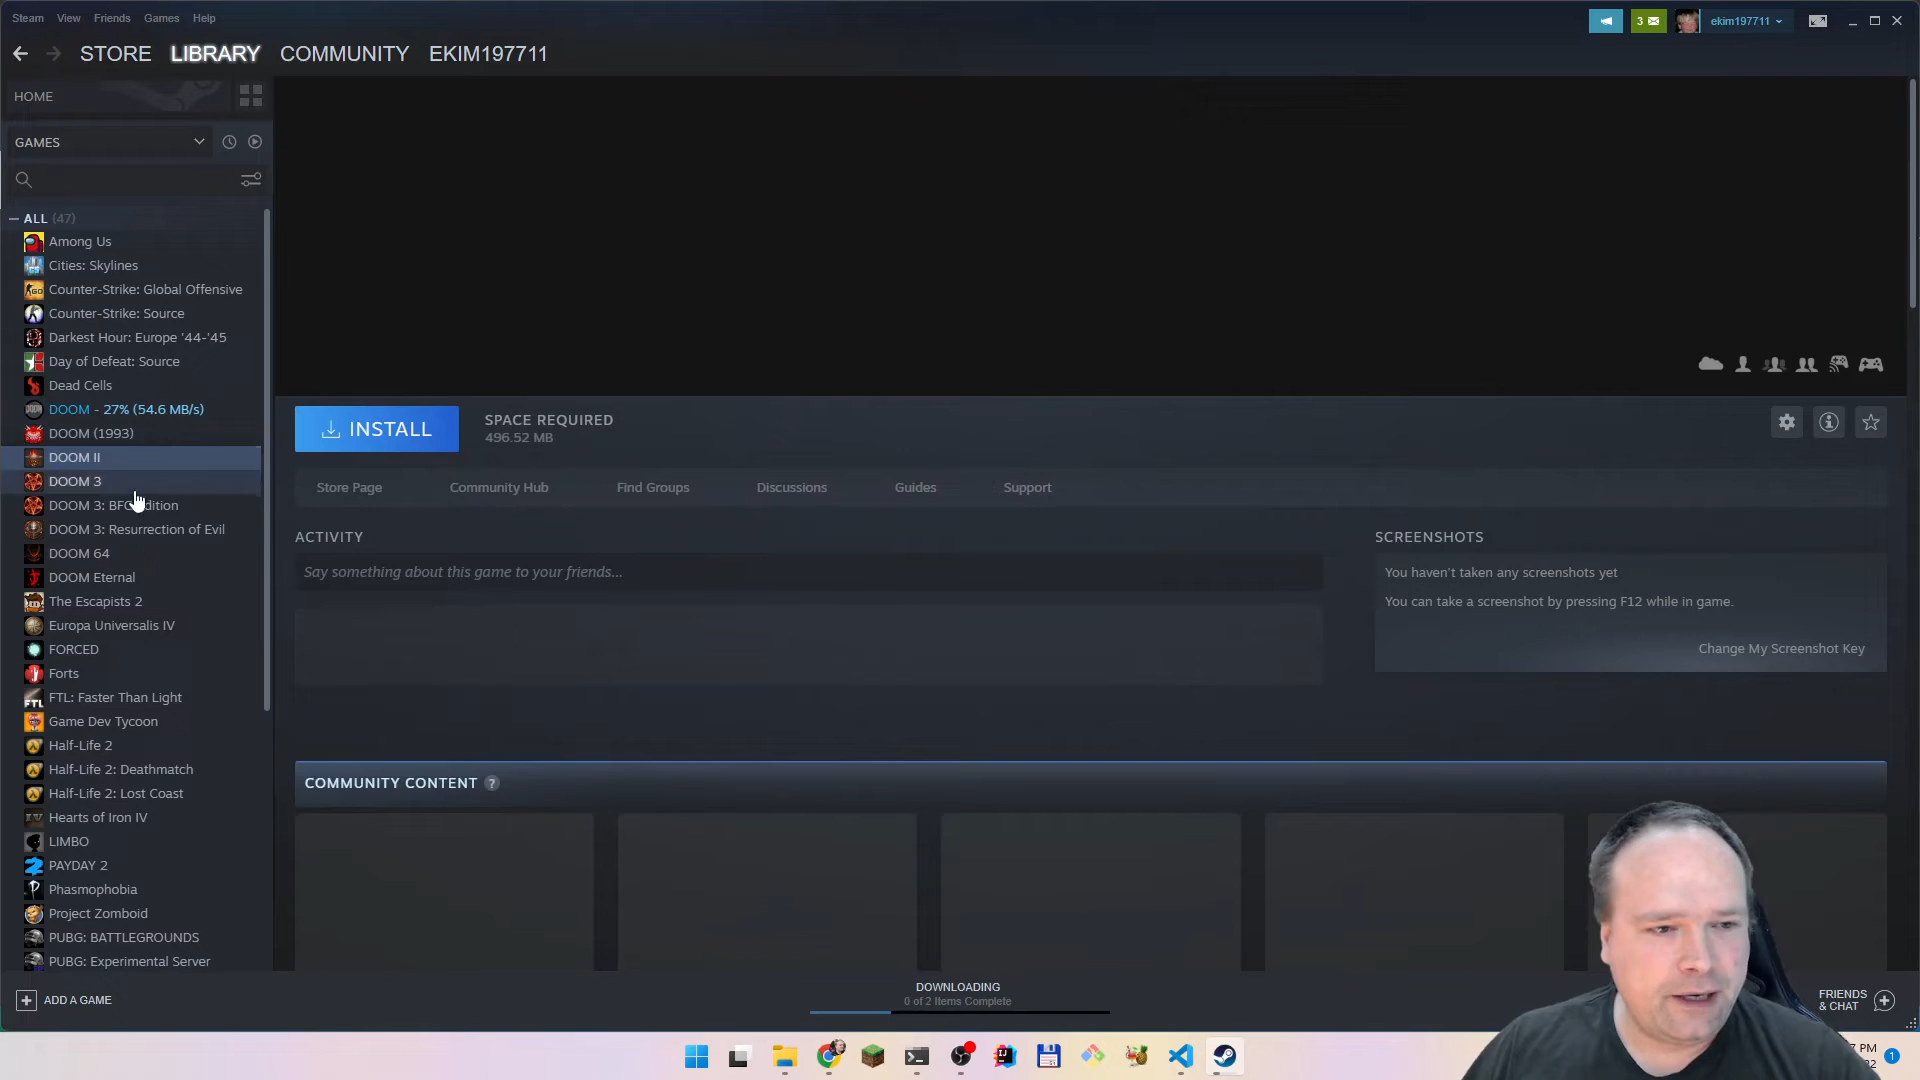 Steam View Friends Games Help
3
ekim197711
STORE LIBRARY COMMUNITY EKIM197711
HOME
GAMES
ALL (47)
Among Us
Cities: Skylines
Counter-Strike: Global Offensive
Counter-Strike: Source
Darkest Hour: Europe '44-'45
Day of Defeat: Source
Dead Cells
DOOM - 27% (54.6 MB/s)
DOOM (1993)
DOOM II
DOOM 3
DOOM 3: BFG Edition
DOOM 3: Resurrection of Evil
DOOM 64
DOOM Eternal
The Escapists 2
Europa Universalis IV
FORCED
Forts
FTL: Faster Than Light
Game Dev Tycoon
Half-Life 2
Half-Life 2: Deathmatch
Half-Life 2: Lost Coast
Hearts of Iron IV
LIMBO
PAYDAY 2
Phasmophobia
Project Zomboid
PUBG: BATTLEGROUNDS
PUBG: Experimental Server
ADD A GAME
INSTALL
SPACE REQUIRED
496.52 MB
Store Page Community Hub Find Groups Discussions Guides Support
ACTIVITY
Say something about this game to your friends...
SCREENSHOTS
You haven't taken any screenshots yet
You can take a screenshot by pressing F12 while in game.
Change My Screenshot Key
COMMUNITY CONTENT ?
DOWNLOADING
0 of 2 Items Complete
FRIENDS
& CHAT
PM
1